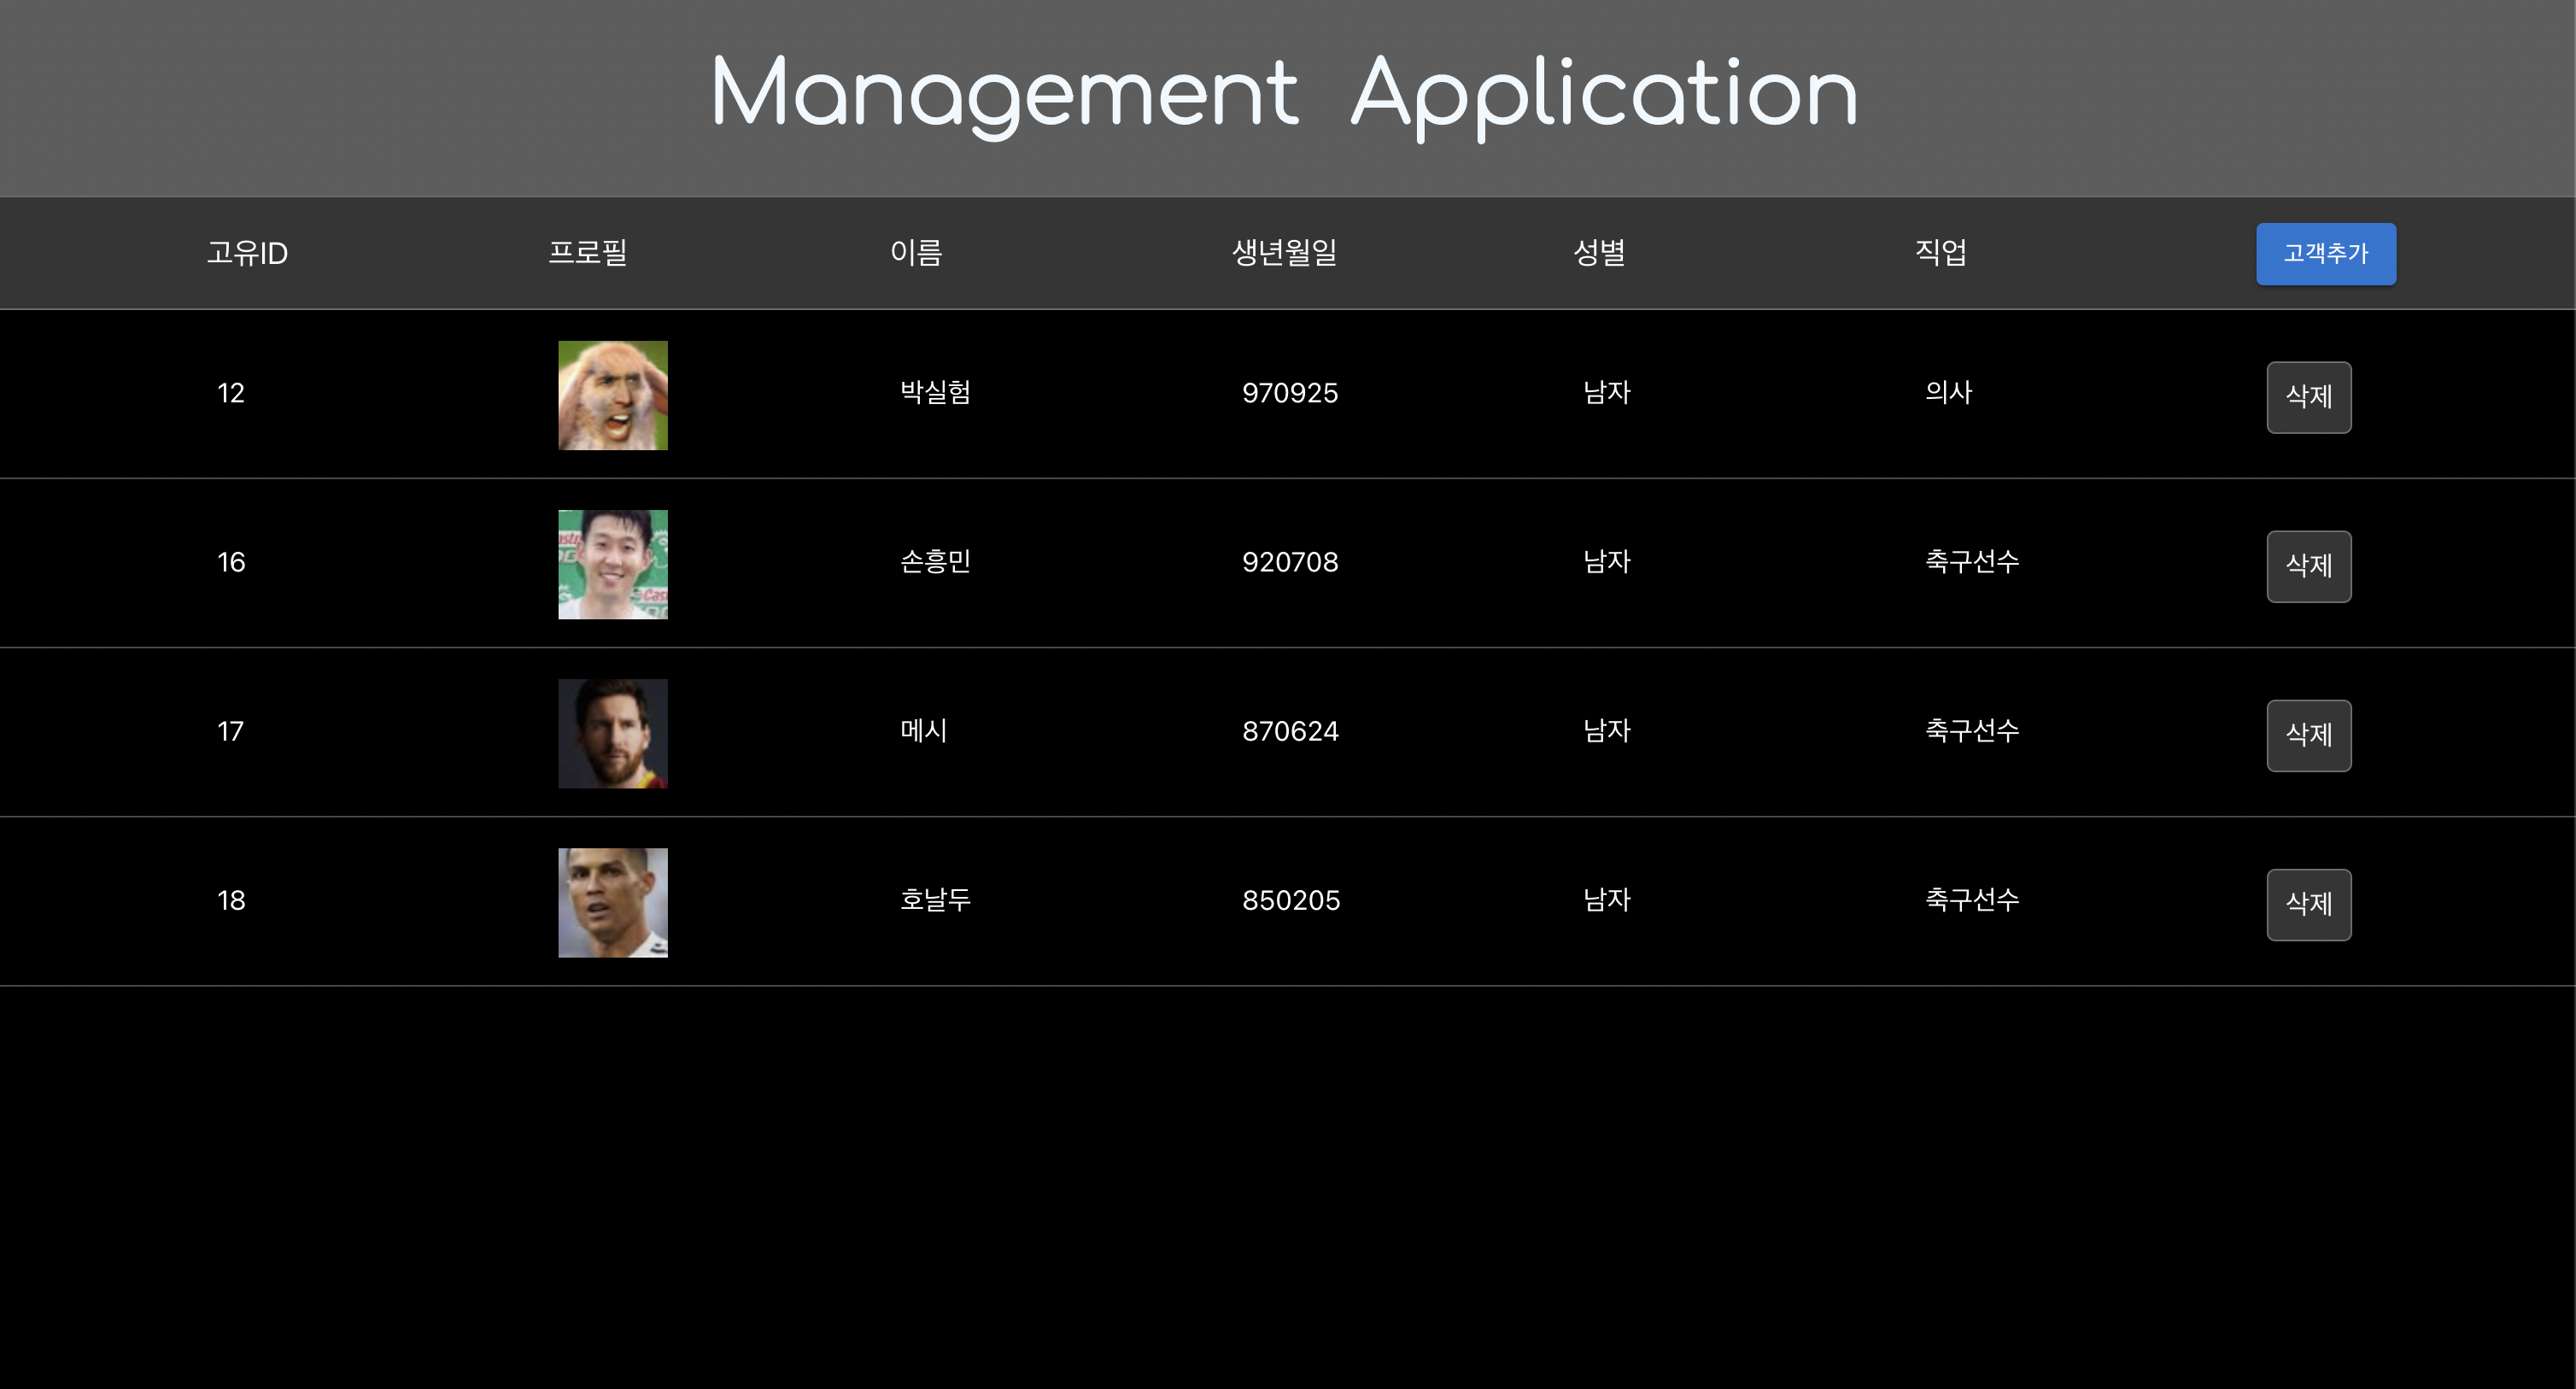 Management Application
고유ID 프로필 이름 생년월일 성별 직업 고객추가
12 박실험 970925 남자 의사 삭제
16 손흥민 920708 남자 축구선수 삭제
17 메시 870624 남자 축구선수 삭제
18 호날두 850205 남자 축구선수 삭제